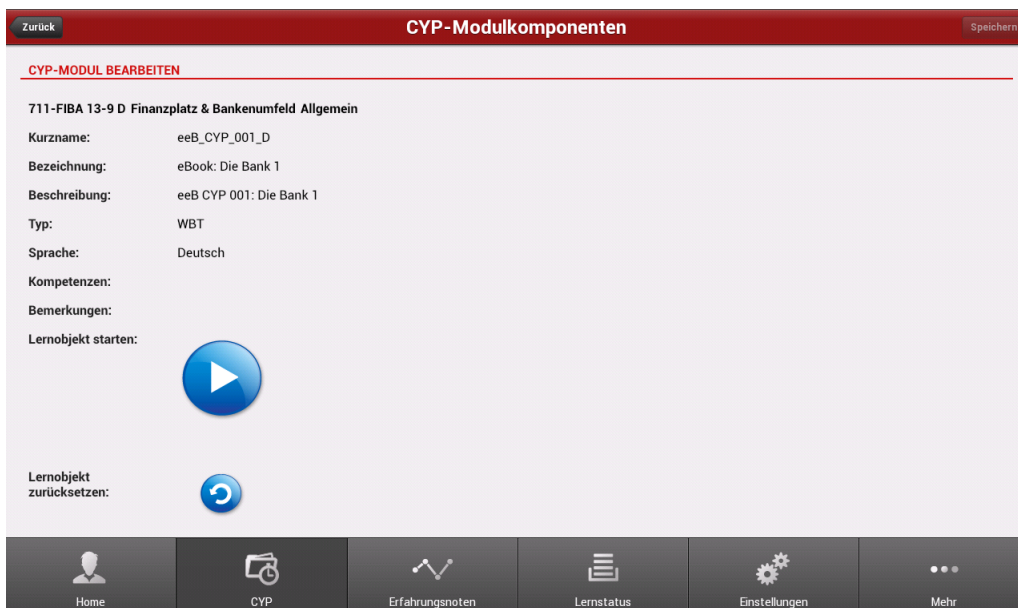 Zurück
CYP-Modulkomponenten
Speichern
CYP-MODUL BEARBEITEN
711-FIBA 13-9 D Finanzplatz & Bankenumfeld Allgemein
Kurzname: eeB_CYP_001_D
Bezeichnung: eBook: Die Bank 1
Beschreibung: eeB CYP 001: Die Bank 1
Typ: WBT
Sprache: Deutsch
Kompetenzen:
Bemerkungen:
Lernobjekt starten:
Lernobjekt
zurücksetzen:
Home
CYP
Erfahrungsnoten
Lernstatus
Einstellungen
Mehr